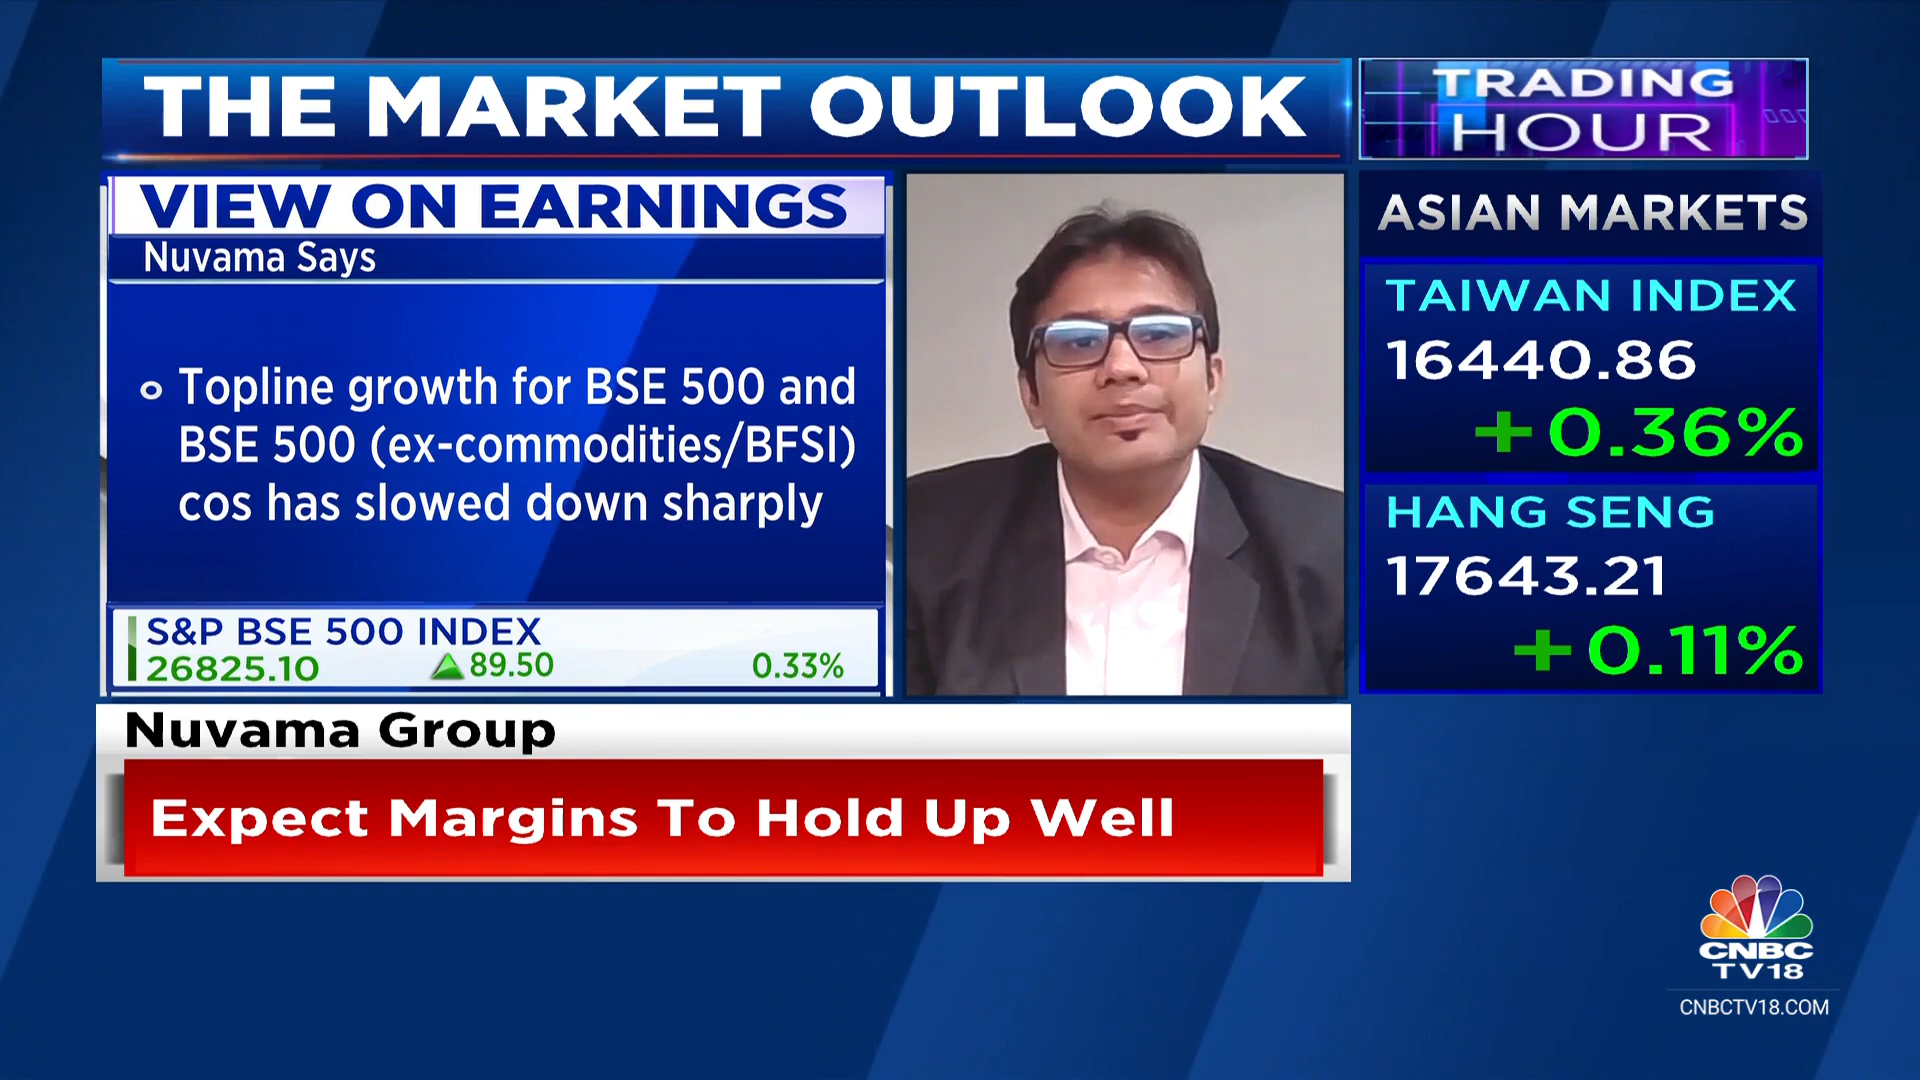 THE MARKET OUTLOOK
TRADING
HOUR
VIEW ON EARNINGS
Nuvama Says
Topline growth for BSE 500 and
BSE 500 (ex-commodities/BFSI)
cos has slowed down sharply
S&P BSE 500 INDEX
26825.10 89.50 0.33%
ASIAN MARKETS
TAIWAN INDEX
16440.86
+0.36%
HANG SENG
17643.21
+0.11%
Nuvama Group
Expect Margins To Hold Up Well
CNBC
TV18
CNBCTV18.COM